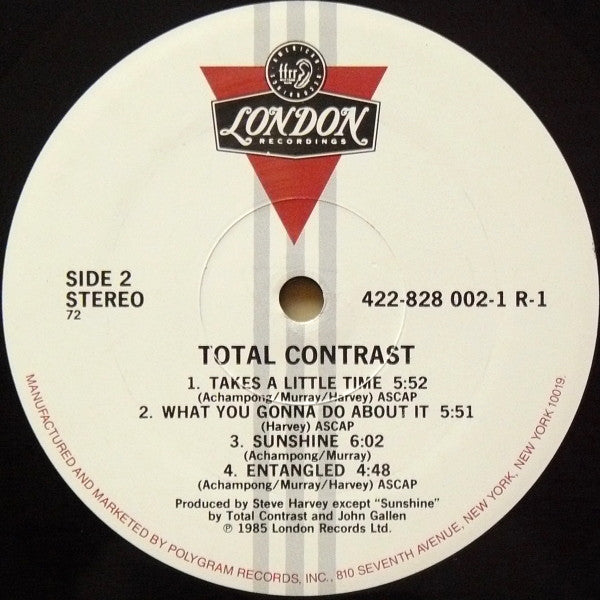 AMERICAN
ffrr
LONDON
RECORDINGS
SIDE 2
STEREO
72
422-828 002-1 R-1
TOTAL CONTRAST
1. TAKES A LITTLE TIME 5:52
(Achampong/Murray/Harvey) ASCAP
2. WHAT YOU GONNA DO ABOUT IT 5:51
(Harvey) ASCAP
3. SUNSHINE 6:02
(Achampong/Murray)
4. ENTANGLED 4:48
(Achampong/Murray/Harvey) ASCAP
Produced by Steve Harvey except "Sunshine"
by Total Contrast and John Gallen
℗ 1985 London Records Ltd.
MANUFACTURED AND MARKETED BY POLYGRAM RECORDS, INC., 810 SEVENTH AVENUE, NEW YORK, NEW YORK 10019.